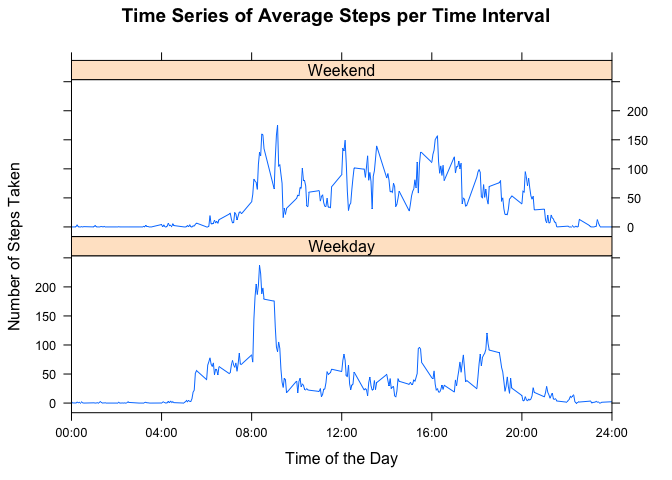 Time Series of Average Steps per Time Interval
Weekend
200
150
100
50
0
Number of Steps Taken
Weekday
200
150
100
50
0
00:00 04:00 08:00 12:00 16:00 20:00 24:00
Time of the Day